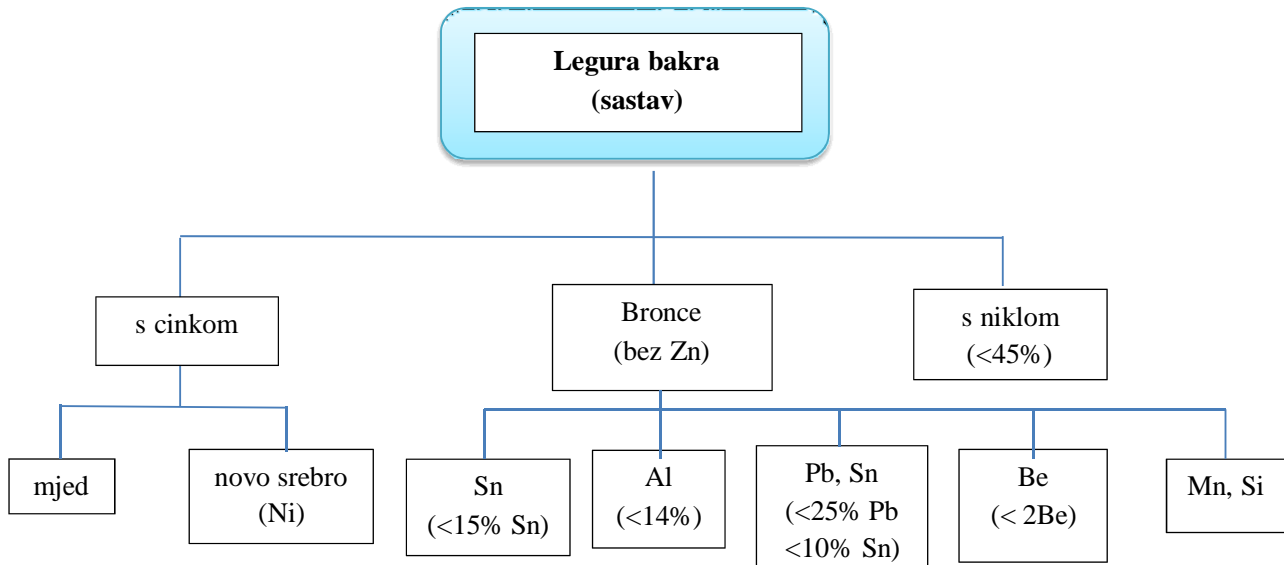 Legura bakra
(sastav)
s cinkom
Bronce
(bez Zn)
s niklom
(<45%)
mjed
novo srebro
(Ni)
Sn
(<15% Sn)
Al
(<14%)
Pb, Sn
(<25% Pb
<10% Sn)
Be
(< 2Be)
Mn, Si